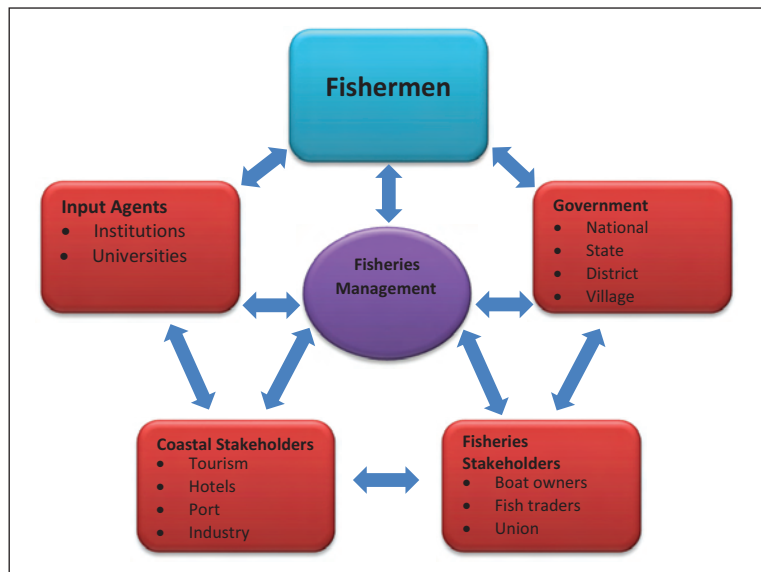 Fishermen
Input Agents
• Institutions
• Universities
Government
• National
• State
• District
• Village
Fisheries
Management
Coastal Stakeholders
• Tourism
• Hotels
• Port
• Industry
Fisheries
Stakeholders
• Boat owners
• Fish traders
• Union